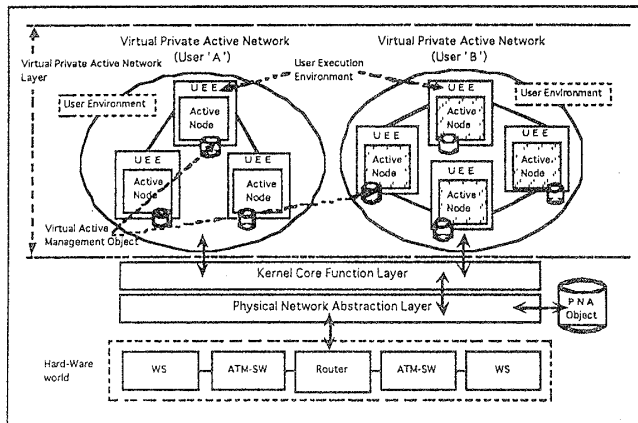 Virtual Private Active Network
(User 'A')
Virtual Private Active Network
(User 'B')
Virtual Private Active Network
Layer
User Execution
Environment
User Environment
User Environment
UEE
Active
Node
UEE
Active
Node
UEE
Active
Node
UEE
Active
Node
UEE
Active
Node
UEE
Active
Node
UEE
Active
Node
Virtual Active
Management Object
Kernel Core Function Layer
Physical Network Abstraction Layer
PNA
Object
Hard-Ware
world
WS
ATM-SW
Router
ATM-SW
WS